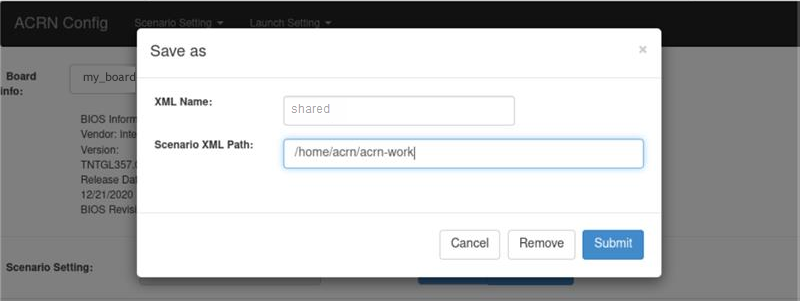 ACRN Config Scenario Setting Launch Setting
Save as ×
Board my_board
info:
XML Name: shared
Scenario XML Path: /home/acrn/acrn-work
BIOS Inform
Vendor: Inte
Version:
TNTGL357.
Release Dat
12/21/2020
BIOS Revis
Cancel Remove Submit
Scenario Setting: